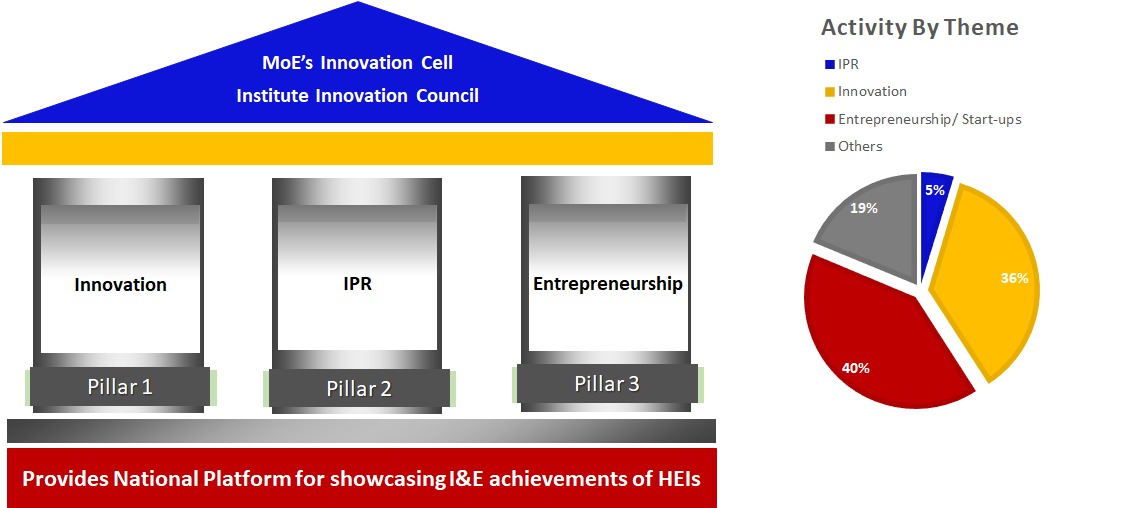 MoE's Innovation Cell
Institute Innovation Council
Innovation
IPR
Entrepreneurship
Pillar 1
Pillar 2
Pillar 3
Provides National Platform for showcasing I&E achievements of HEIs
Activity By Theme
IPR
Innovation
Entrepreneurship/ Start-ups
Others
5%
19%
36%
40%